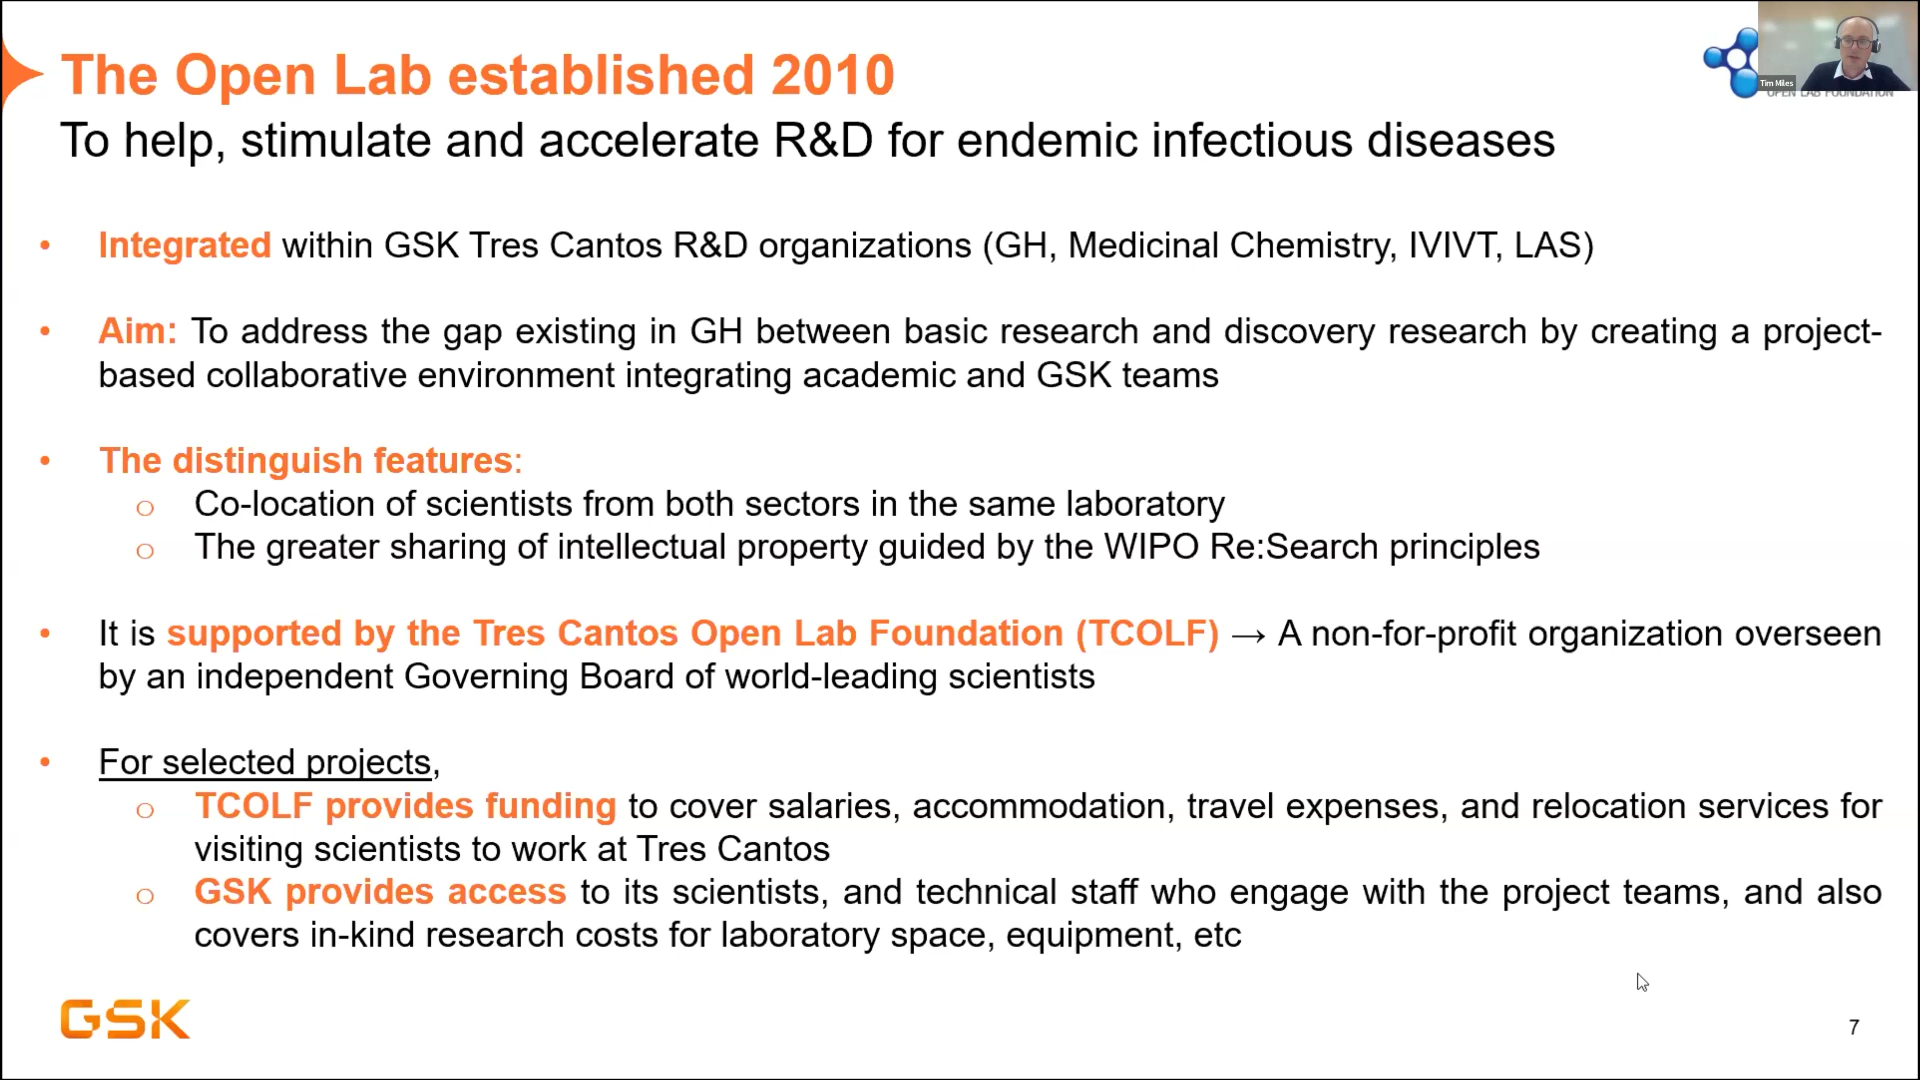 The Open Lab established 2010
To help, stimulate and accelerate R&D for endemic infectious diseases
Tim Miles
OPEN LAB FOUNDATION
• Integrated within GSK Tres Cantos R&D organizations (GH, Medicinal Chemistry, IVIVT, LAS)
• Aim: To address the gap existing in GH between basic research and discovery research by creating a project-
based collaborative environment integrating academic and GSK teams
• The distinguish features:
o Co-location of scientists from both sectors in the same laboratory
o The greater sharing of intellectual property guided by the WIPO Re:Search principles
• It is supported by the Tres Cantos Open Lab Foundation (TCOLF) → A non-for-profit organization overseen
by an independent Governing Board of world-leading scientists
• For selected projects,
o TCOLF provides funding to cover salaries, accommodation, travel expenses, and relocation services for
visiting scientists to work at Tres Cantos
o GSK provides access to its scientists, and technical staff who engage with the project teams, and also
covers in-kind research costs for laboratory space, equipment, etc
GSK
7